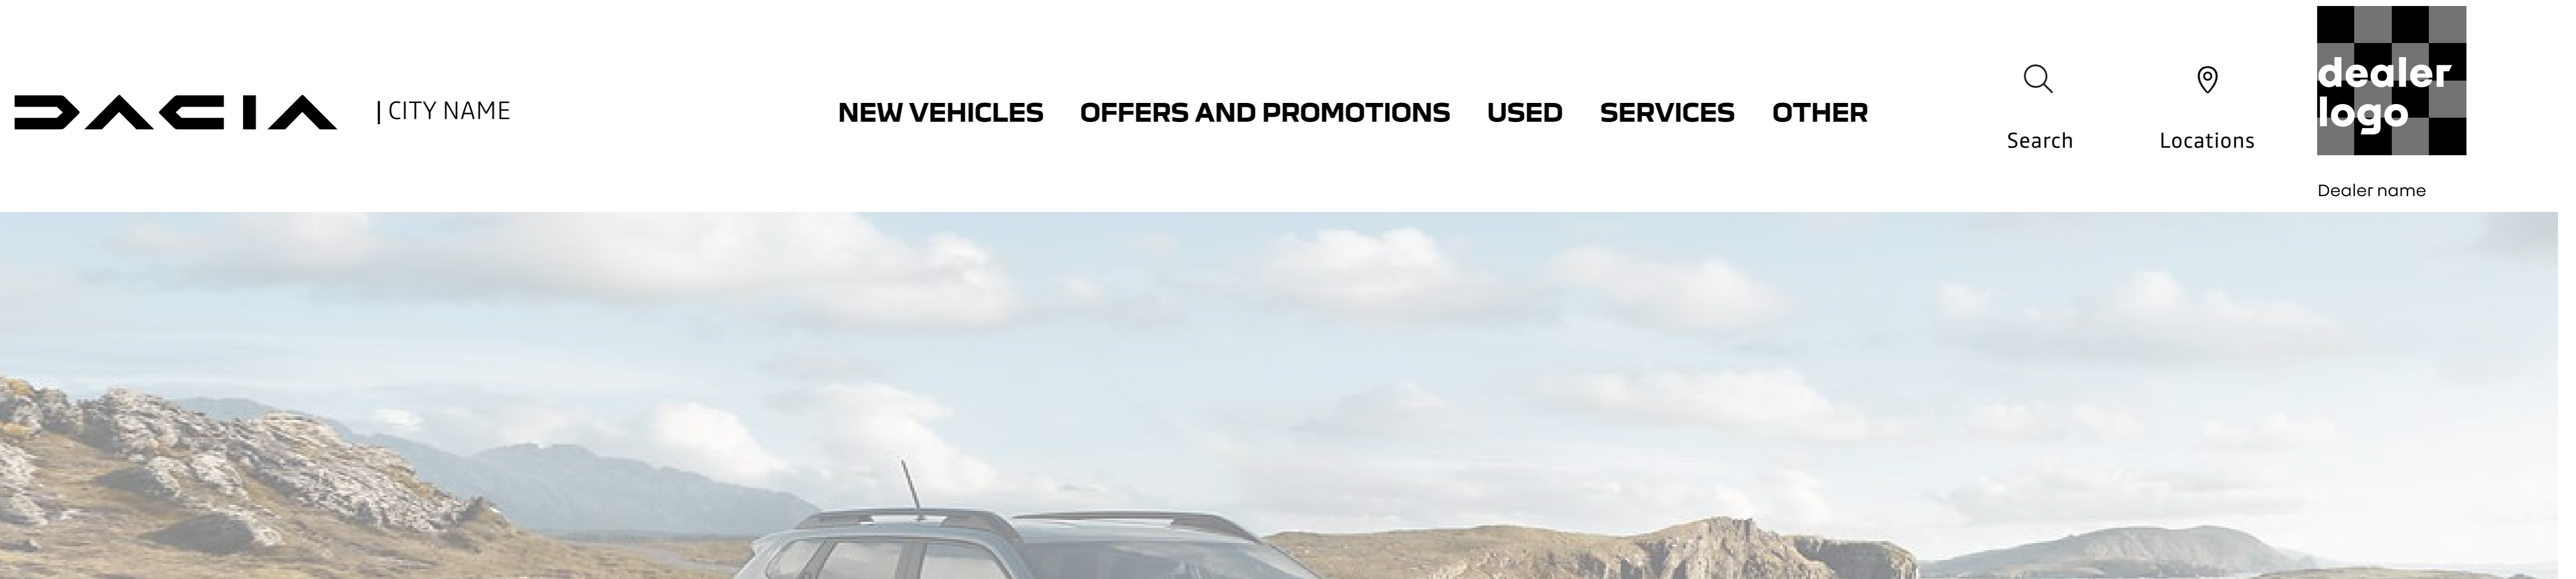 DACIA
| CITY NAME
NEW VEHICLES
OFFERS AND PROMOTIONS
USED
SERVICES
OTHER
Search
Locations
dealer
logo
Dealer name